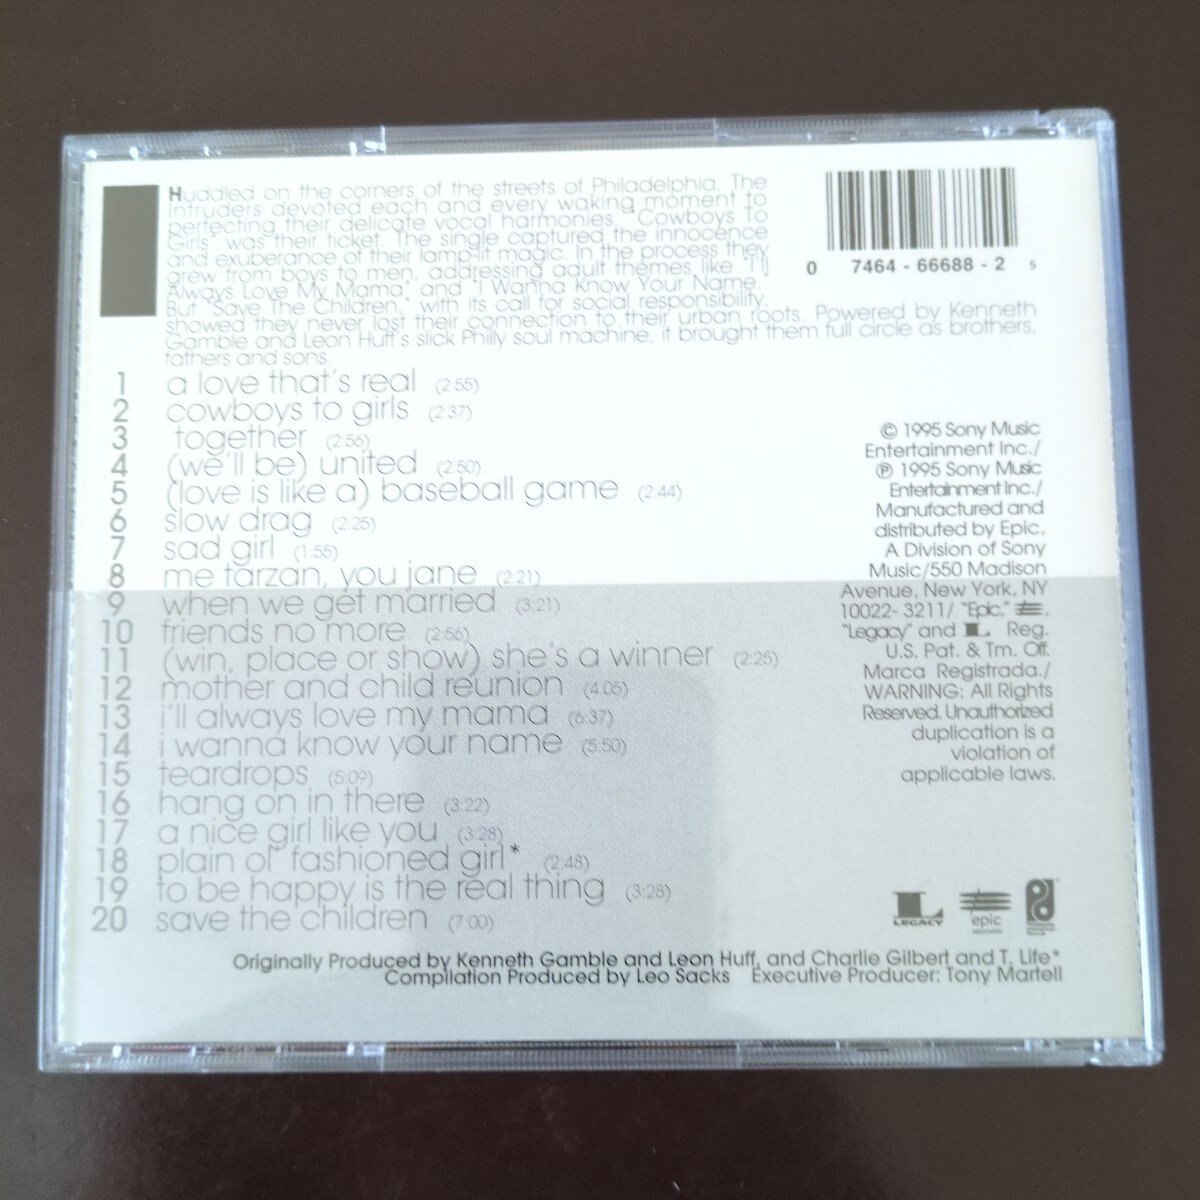 Huddled on the corners of the streets of Philadelphia, The
Intruders devoted each and every waking moment to
perfecting their delicate vocal harmonies. "Cowboys To
Girls" was their ticket. The single captured the innocence
and exuberance of their lamp-lit magic. In the process they
grew from boys to men, addressing adult themes like "I'll
Always Love My Mama" and "I Wanna Know Your Name."
But "Save The Children," with its call for social responsibility,
showed they never lost their connection to their urban roots. Powered by Kenneth
Gamble and Leon Huff's slick Philly soul machine, it brought them full circle as brothers,
fathers and sons.
0 7464-66688-2 5
1 a love that's real (2:55)
2 cowboys to girls (2:37)
3 together (2:56)
4 (we'll be) united (2:50)
5 (love is like a) baseball game (2:44)
6 slow drag (2:25)
7 sad girl (1:55)
8 me tarzan, you jane (2:21)
9 when we get married (3:21)
10 friends no more (2:56)
11 (win, place or show) she's a winner (2:25)
12 mother and child reunion (4:05)
13 i'll always love my mama (6:37)
14 i wanna know your name (5:50)
15 teardrops (5:09)
16 hang on in there (3:22)
17 a nice girl like you (3:28)
18 plain ol' fashioned girl* (2:48)
19 to be happy is the real thing (3:28)
20 save the children (7:00)
© 1995 Sony Music
Entertainment Inc./
℗ 1995 Sony Music
Entertainment Inc./
Manufactured and
distributed by Epic,
A Division of Sony
Music/550 Madison
Avenue, New York, NY
10022-3211/ "Epic,"
"Legacy" and L Reg.
U.S. Pat. & Tm. Off.
Marca Registrada./
WARNING: All Rights
Reserved. Unauthorized
duplication is a
violation of
applicable laws.
L LEGACY
epic
Originally Produced by Kenneth Gamble and Leon Huff, and Charlie Gilbert and T. Life*
Compilation Produced by Leo Sacks Executive Producer: Tony Martell